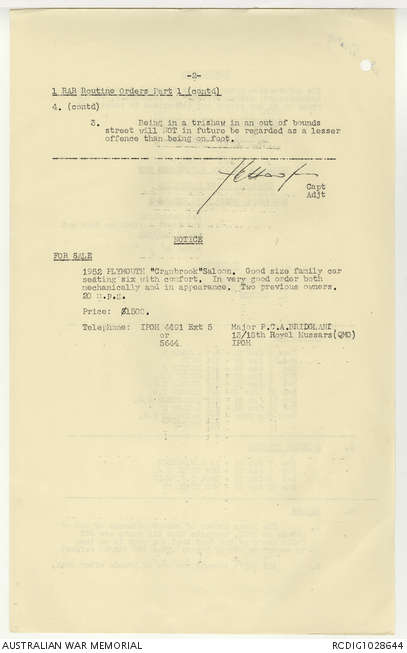 -2-
1 RAR Routine Orders Part 1 (contd)
4. (contd)
3. Being in a trishaw in an out of bounds
street will NOT in future be regarded as a lesser
offence than being on foot.
Capt
Adjt
NOTICE
FOR SALE
1952 PLYMOUTH "Cranbrook"Saloon. Good size family car
seating six with comfort. In very good order both
mechanically and in appearance. Two previous owners.
20 m.p.g.
Price: $1500.
Telephone: IPOH 4491 Ext 5 Major P.C.A.BRIDGMAN
or 13/18th Royal Hussars(QMO)
5644 IPOH
AUSTRALIAN WAR MEMORIAL
RCDIG1028644